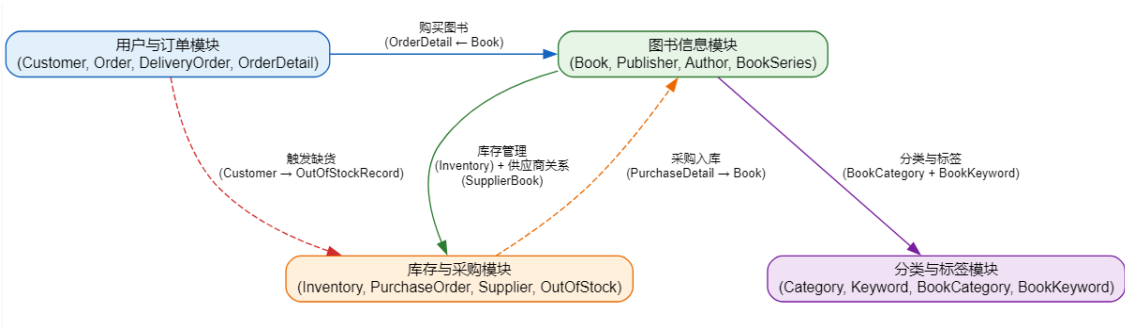 购买图书
(OrderDetail ← Book)
用户与订单模块
(Customer, Order, DeliveryOrder, OrderDetail)
图书信息模块
(Book, Publisher, Author, BookSeries)
触发缺货
(Customer → OutOfStockRecord)
库存管理
(Inventory) + 供应商关系
(SupplierBook)
采购入库
(PurchaseDetail → Book)
分类与标签
(BookCategory + BookKeyword)
库存与采购模块
(Inventory, PurchaseOrder, Supplier, OutOfStock)
分类与标签模块
(Category, Keyword, BookCategory, BookKeyword)